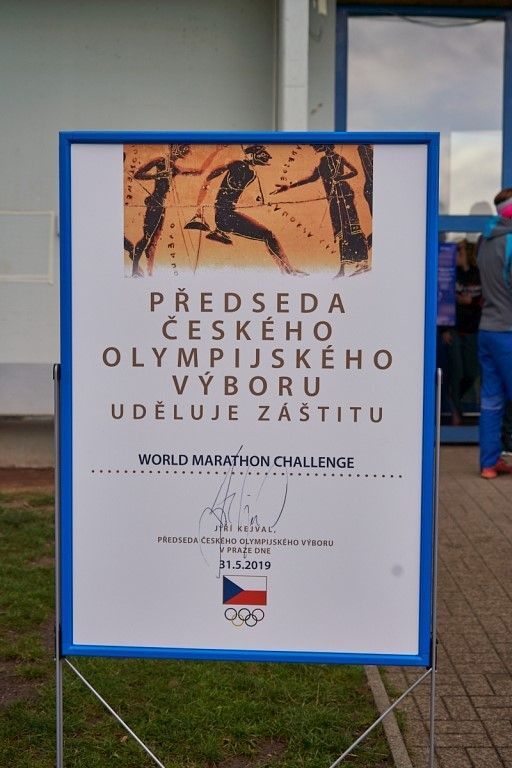 PŘEDSEDA
ČESKÉHO
OLYMPIJSKÉHO
VÝBORU
UDĚLUJE ZÁŠTITU
WORLD MARATHON CHALLENGE
JIŘÍ KEJVAL,
PŘEDSEDA ČESKÉHO OLYMPIJSKÉHO VÝBORU
V PRAZE DNE
31.5.2019